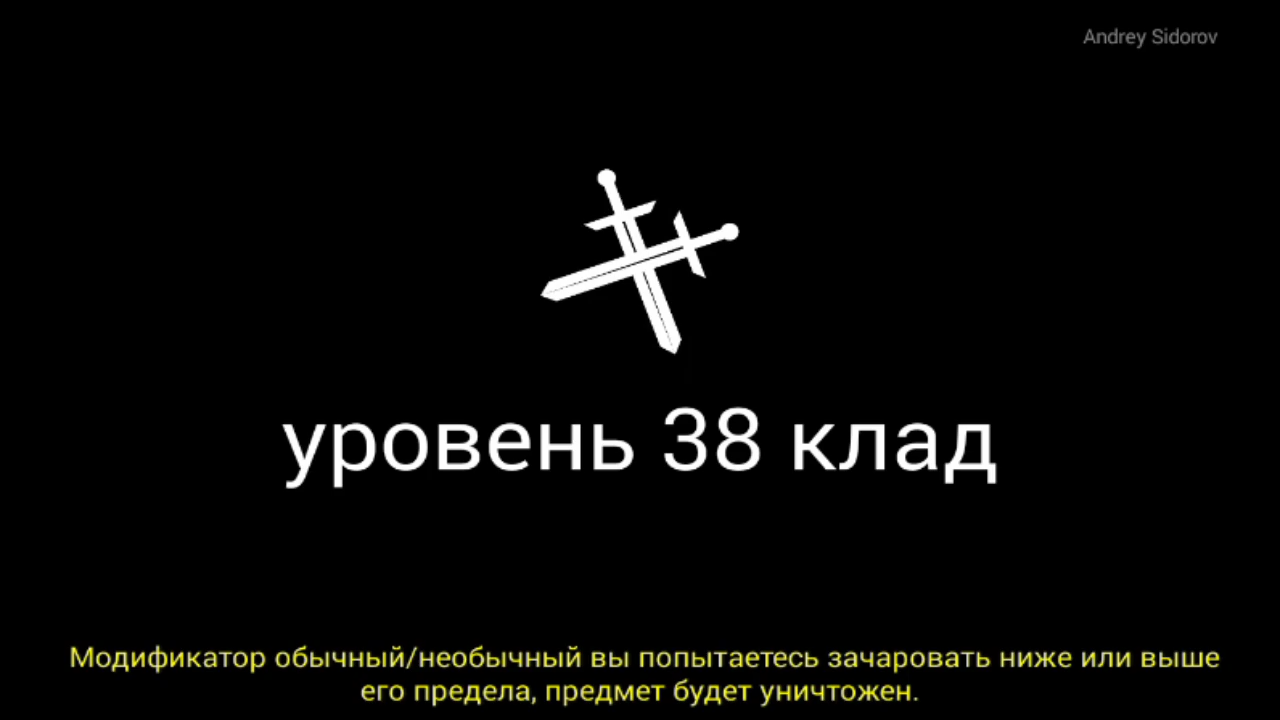 Andrey Sidorov
уровень 38 клад
Модификатор обычный/необычный вы попытаетесь зачаровать ниже или выше
его предела, предмет будет уничтожен.